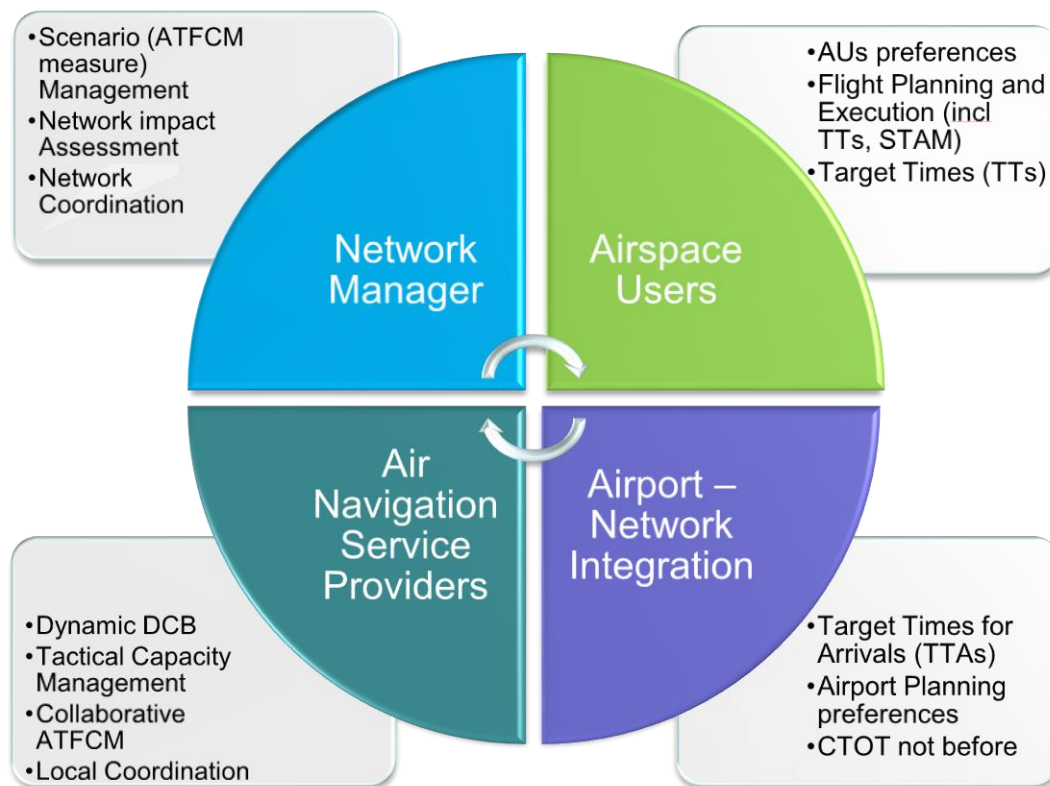 •Scenario (ATFCM
measure)
Management
•Network impact
Assessment
•Network
Coordination
•AUs preferences
•Flight Planning and
Execution (incl
TTs, STAM)
•Target Times (TTs)
Network
Manager
Airspace
Users
Air
Navigation
Service
Providers
Airport –
Network
Integration
•Dynamic DCB
•Tactical Capacity
Management
•Collaborative
ATFCM
•Local Coordination
•Target Times for
Arrivals (TTAs)
•Airport Planning
preferences
•CTOT not before